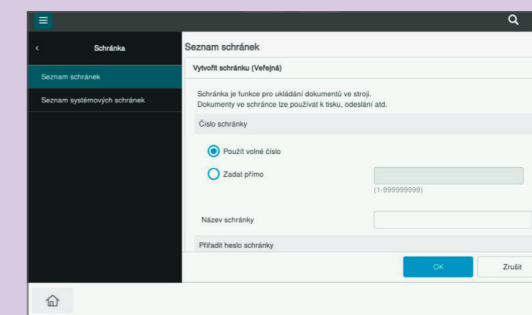 Schránka
Seznam schránek
Seznam systémových schránek
Seznam schránek
Vytvořit schránku (Veřejná)
Schránka je funkce pro ukládání dokumentů ve stroji.
Dokumenty ve schránce lze používat k tisku, odeslání atd.
Číslo schránky
Použít volné číslo
Zadat přímo
(1-999999999)
Název schránky
Přiřadit heslo schránky
OK
Zrušit